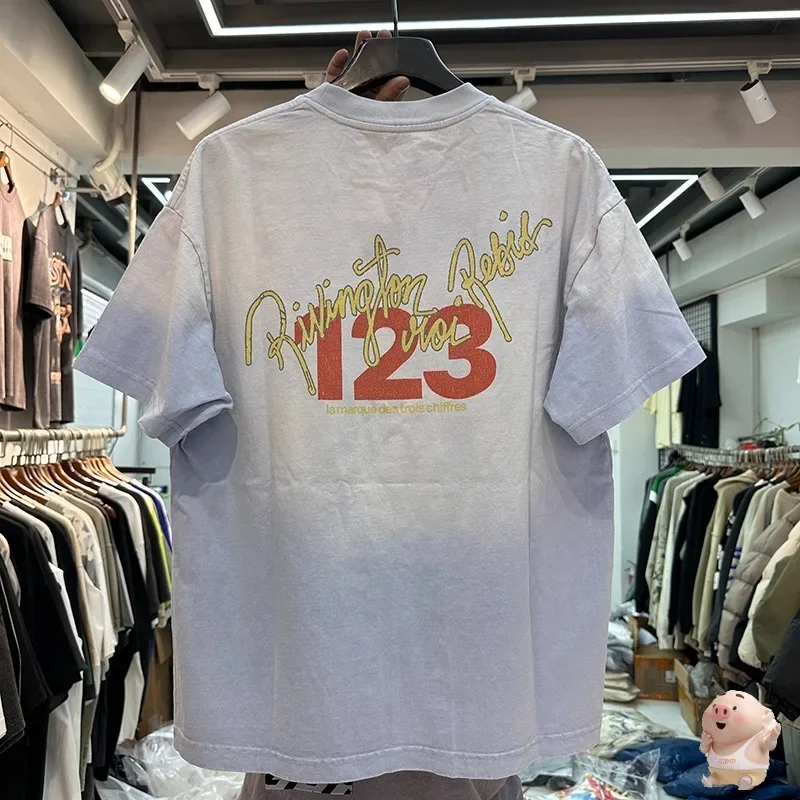 Rivington
roi Rebis
123
la marque des trois chiffres